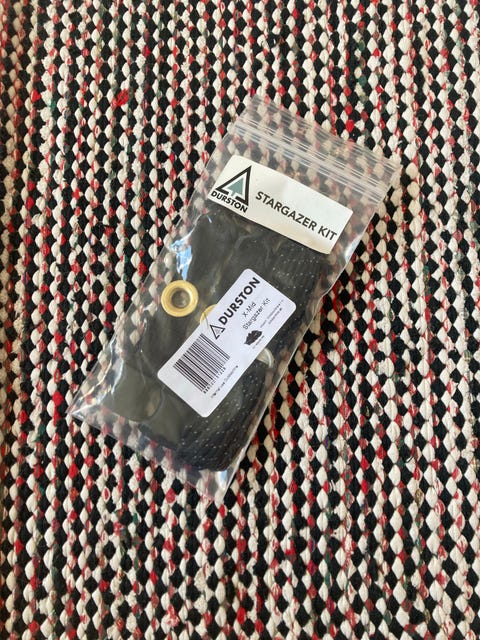 DURSTON
STARGAZER KIT
DURSTON
X-Mid
Stargazer Kit